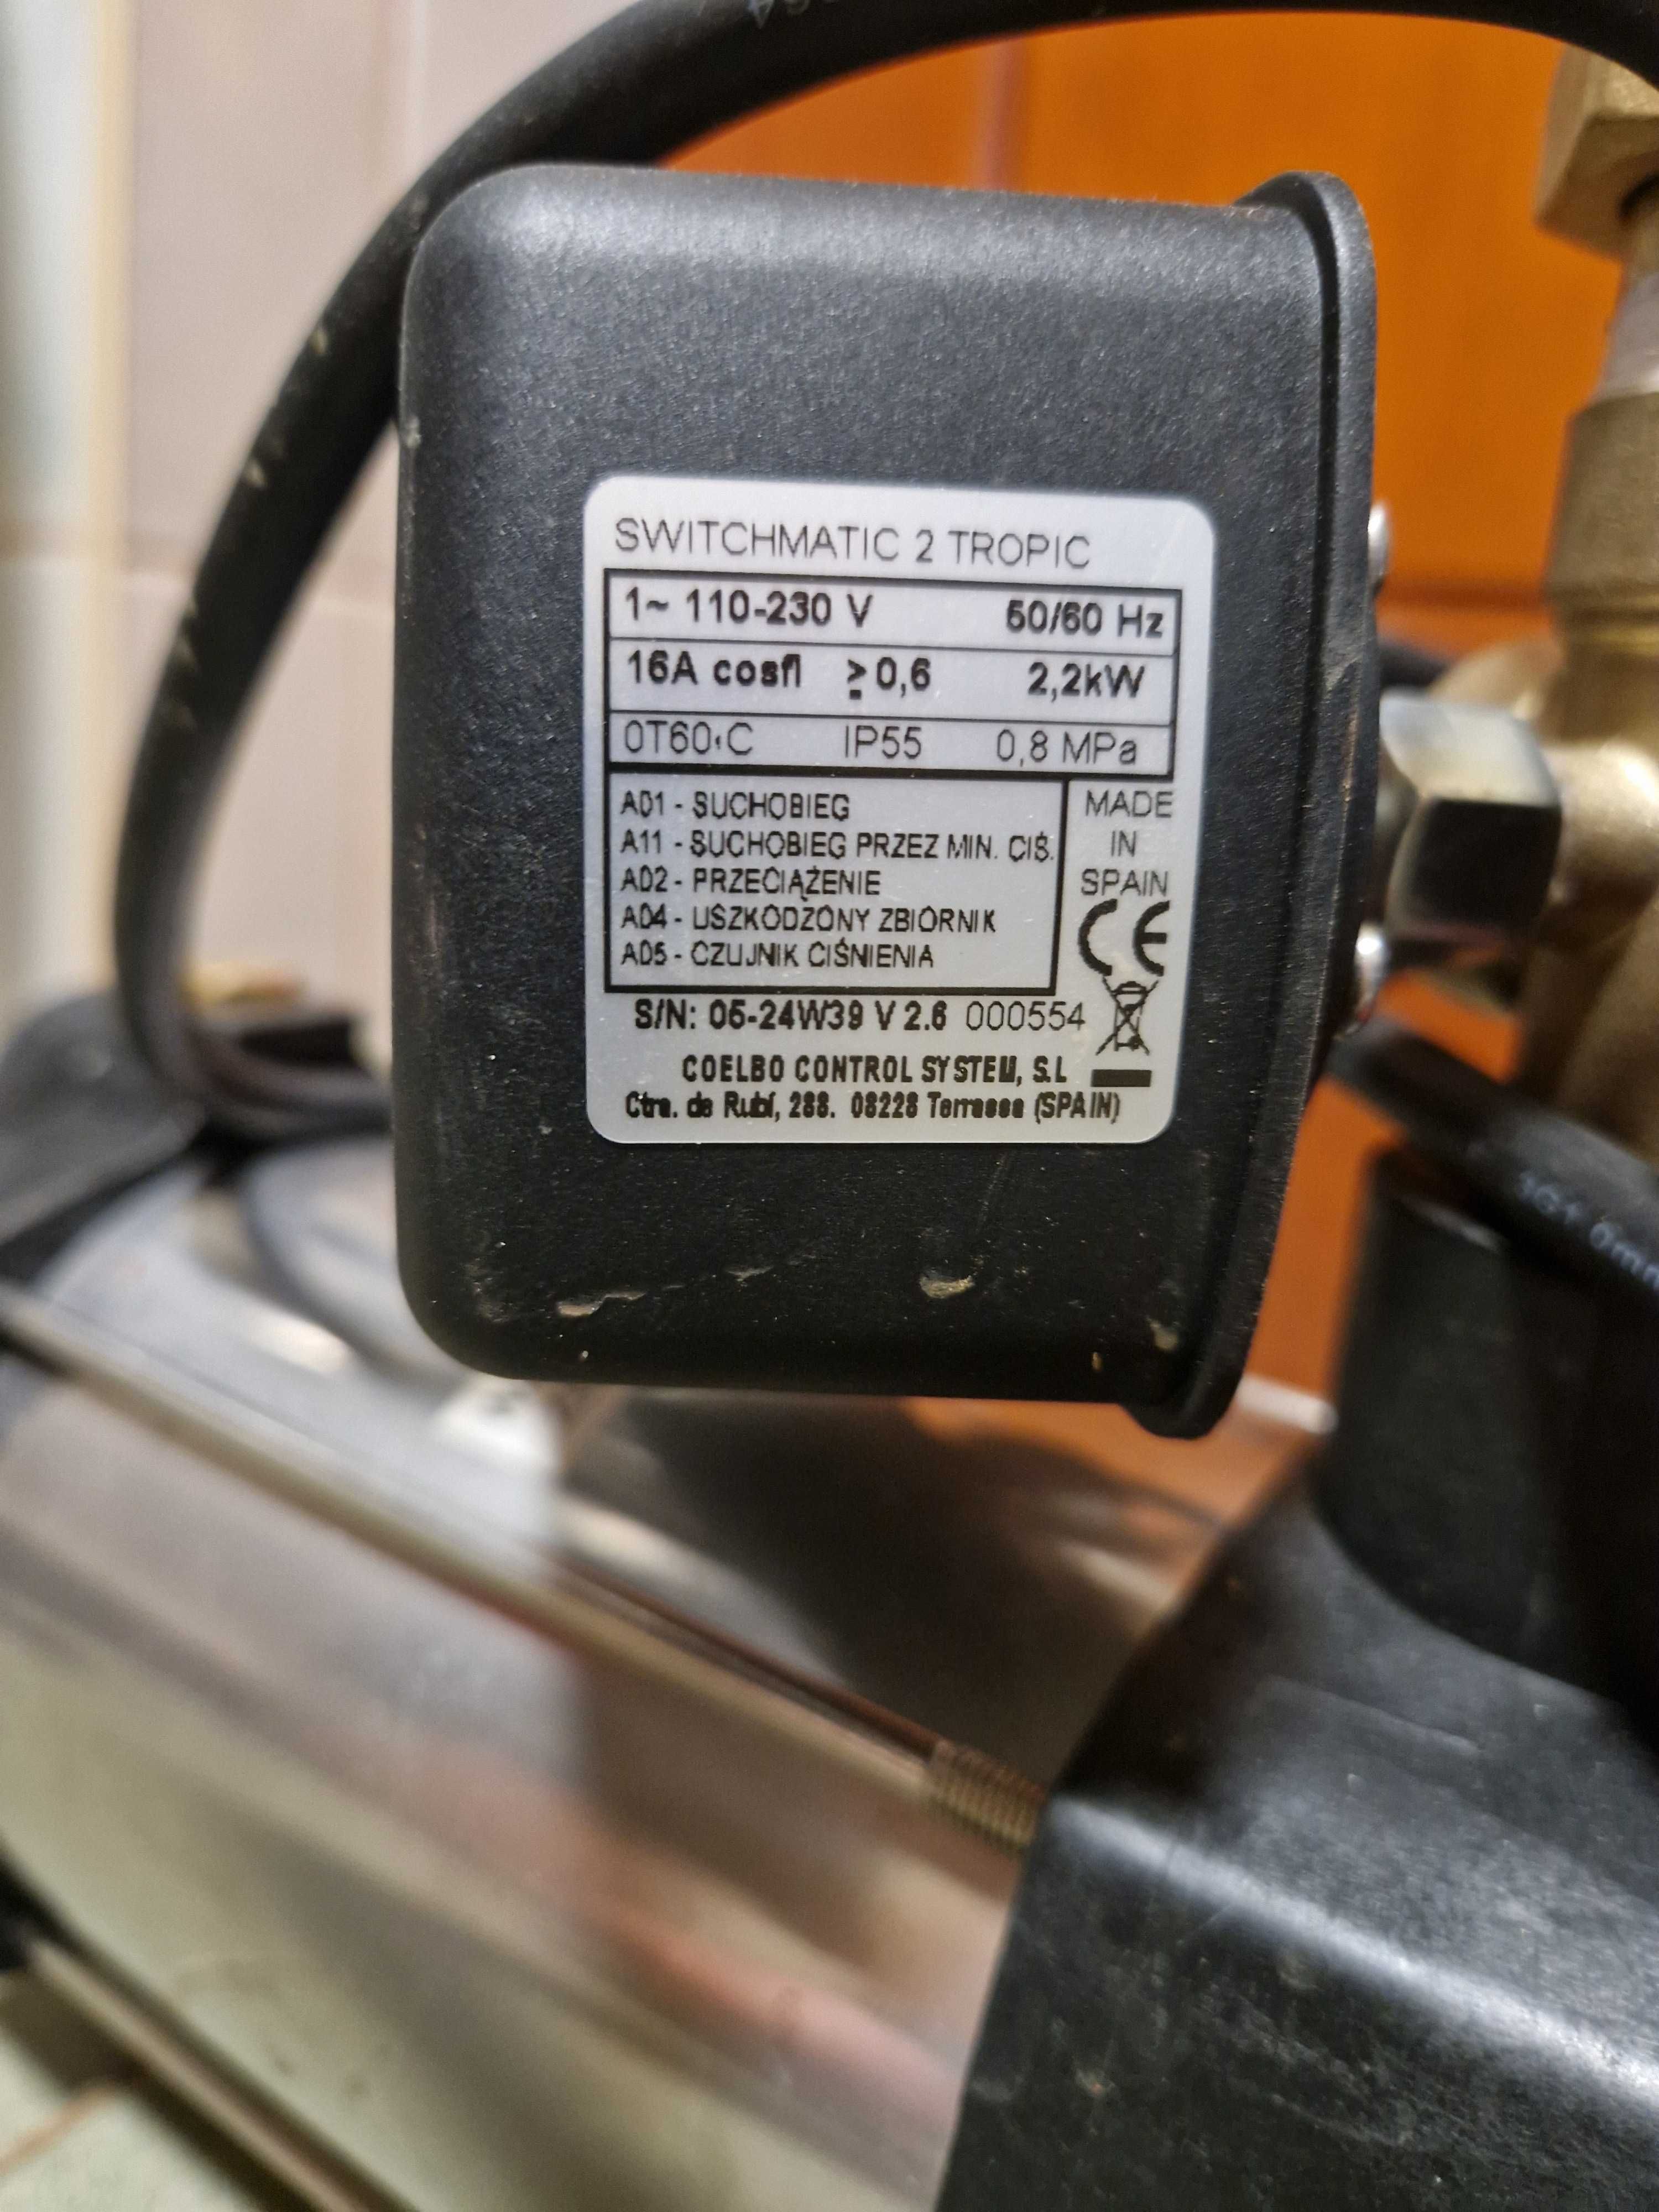 SWITCHMATIC 2 TROPIC
1~ 110-230 V 50/60 Hz
16A cosfi ≥ 0,6 2,2kW
0T60°C IP55 0,8 MPa
A01 - SUCHOBIEG
A11 - SUCHOBIEG PRZEZ MIN. CIŚ.
A02 - PRZECIĄŻENIE
A04 - USZKODZONY ZBIORNIK
A05 - CZUJNIK CIŚNIENIA
MADE
IN
SPAIN
CE
S/N: 05-24W39 V 2.6 000554
COELBO CONTROL SYSTEM, S.L
Ctra. de Rubí, 288. 08228 Terrassa (SPAIN)